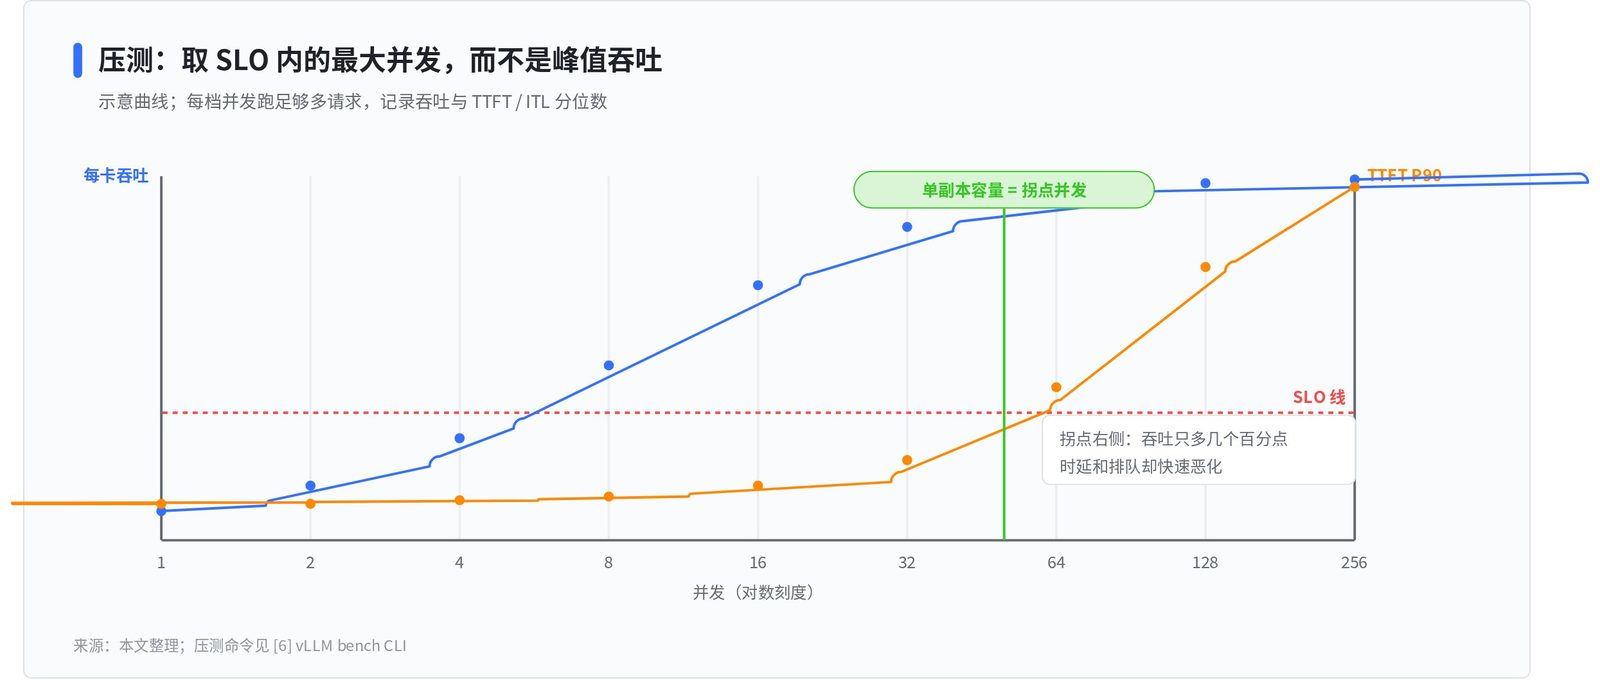 压测：取 SLO 内的最大并发，而不是峰值吞吐
示意曲线；每档并发跑足够多请求，记录吞吐与 TTFT / ITL 分位数
每卡吞吐
单副本容量 = 拐点并发
TTFT P90
SLO 线
拐点右侧：吞吐只多几个百分点
时延和排队却快速恶化
1 2 4 8 16 32 64 128 256
并发（对数刻度）
来源：本文整理；压测命令见 [6] vLLM bench CLI